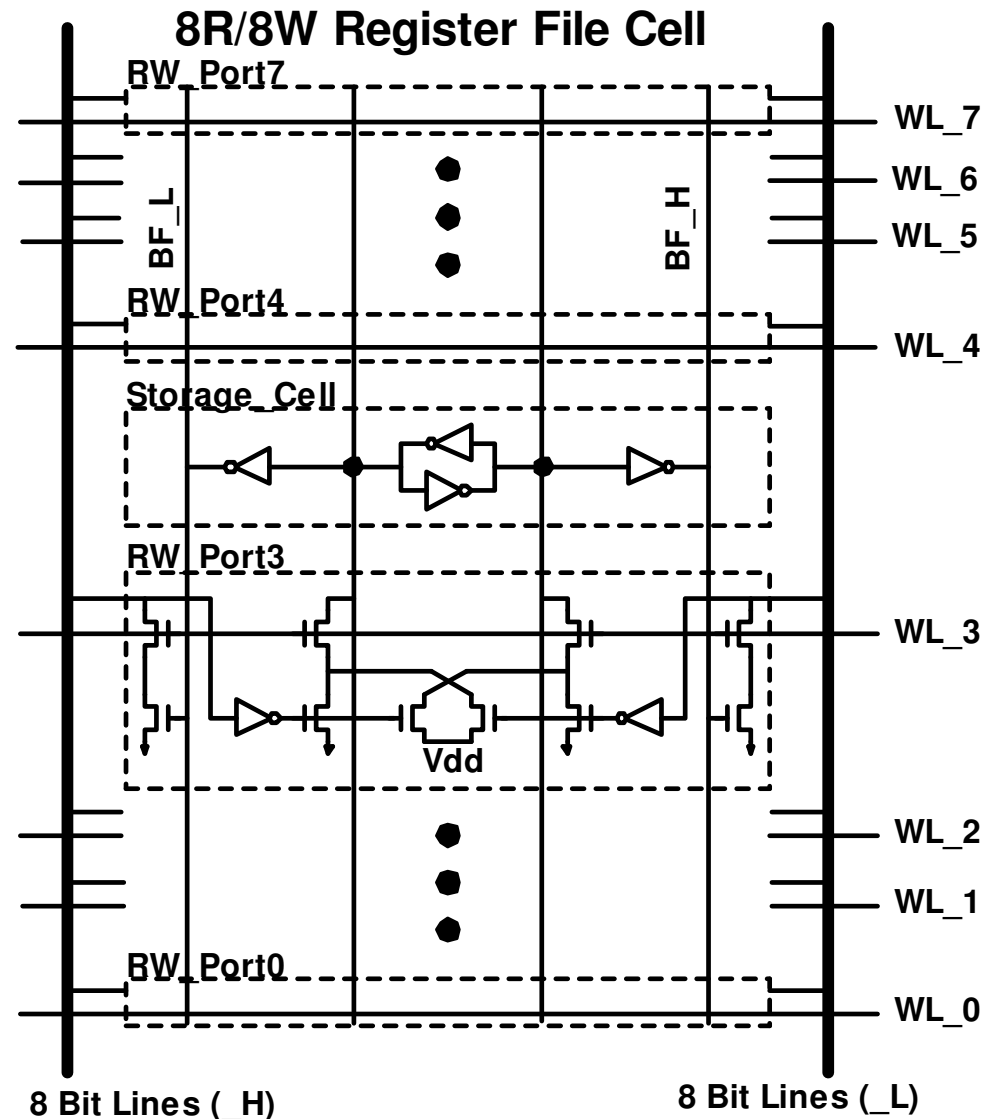 8R/8W Register File Cell
RW_Port7
WL_7
WL_6
BF_L
BF_H
WL_5
RW_Port4
WL_4
Storage_Cell
RW_Port3
WL_3
Vdd
WL_2
WL_1
RW_Port0
WL_0
8 Bit Lines (_H)
8 Bit Lines (_L)